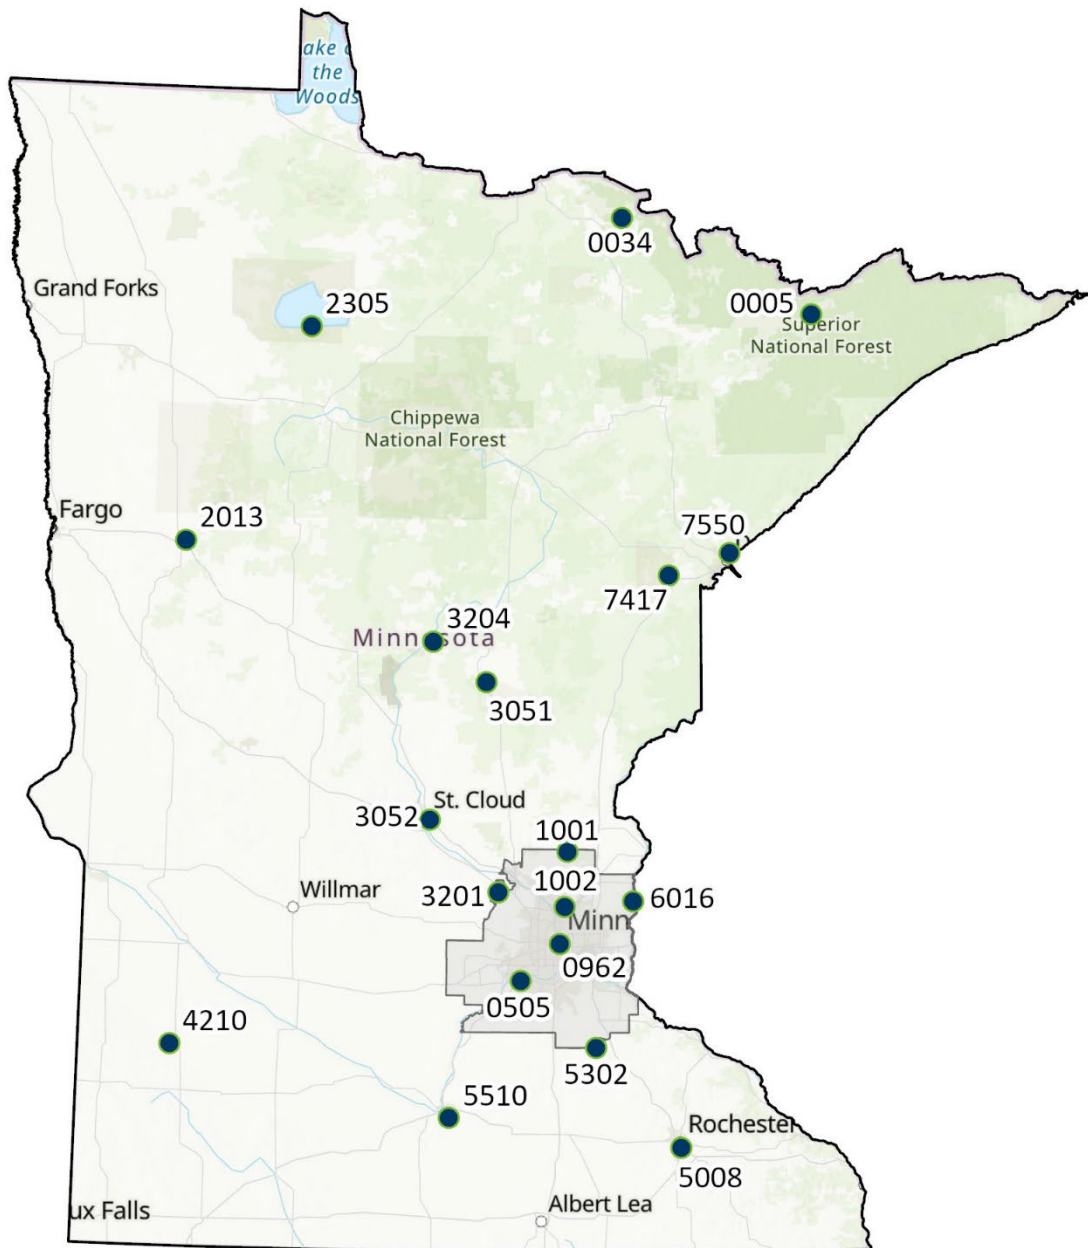 ake o
the
Woods
0034
Grand Forks
2305
0005
Superior
National Forest
Chippewa
National Forest
Fargo
2013
7550
7417
3204
Minnesota
3051
St. Cloud
3052
1001
1002
Willmar
3201
6016
Minn
0962
0505
4210
5302
5510
Rochester
5008
Albert Lea
ux Falls